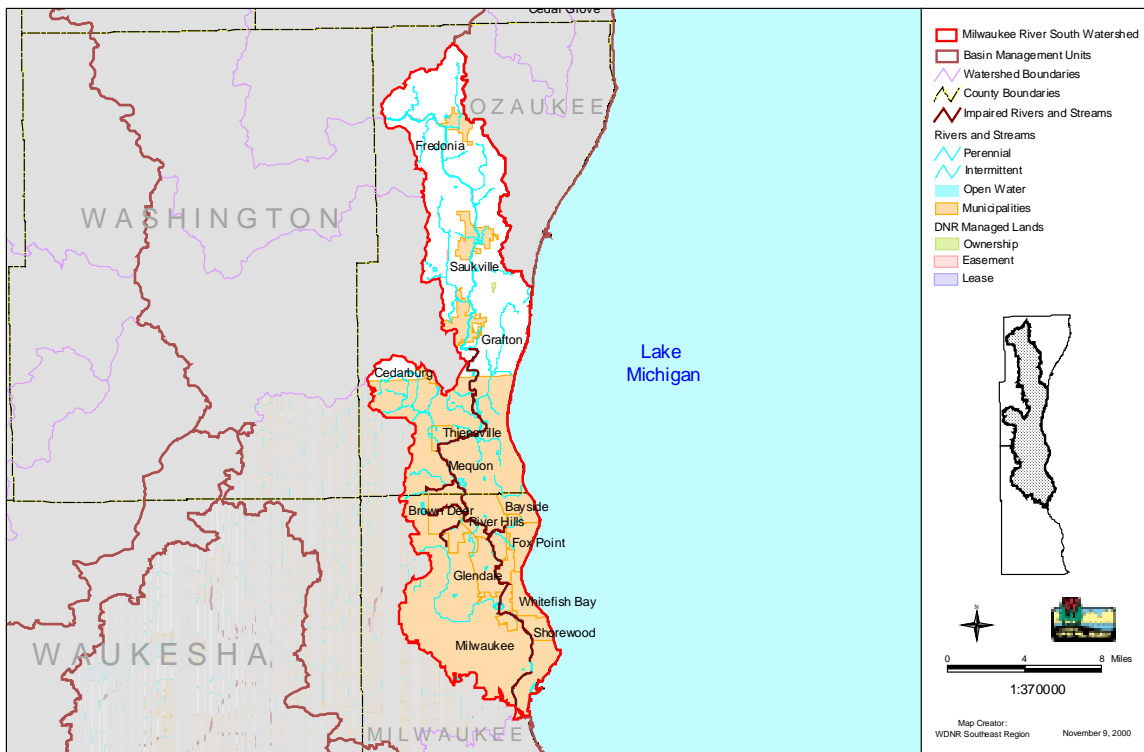 Cedar Grove
OZAUKEE
Fredonia
WASHINGTON
Saukville
Grafton
Lake
Michigan
Cedarburg
Thiensville
Mequon
Bayside
Brown Deer
River Hills
Fox Point
Glendale
Whitefish Bay
Shorewood
Milwaukee
WAUKESHA
MILWAUKEE
Milwaukee River South Watershed
Basin Management Units
Watershed Boundaries
County Boundaries
Impaired Rivers and Streams
Rivers and Streams
Perennial
Intermittent
Open Water
Municipalities
DNR Managed Lands
Ownership
Easement
Lease
N
0 4 8 Miles
1:370000
Map Creator:
WDNR Southeast Region November 9, 2000